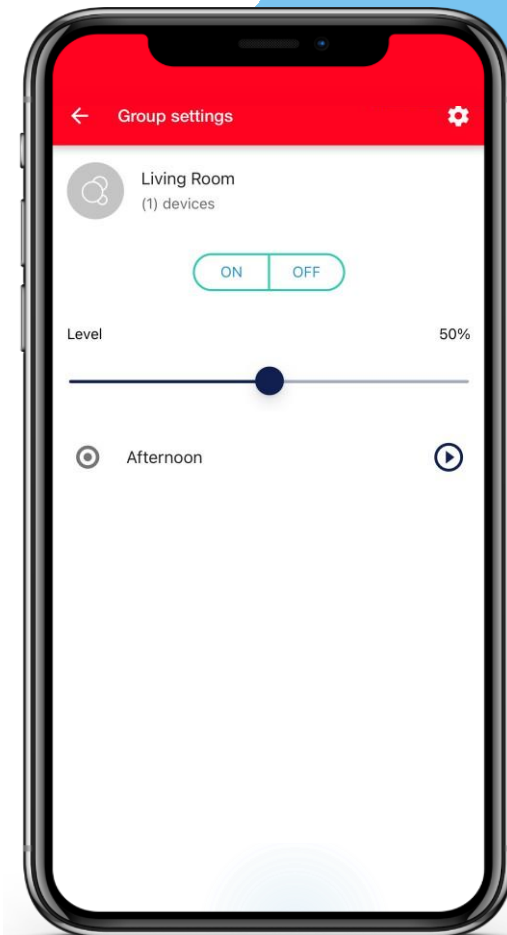 Group settings
Living Room
(1) devices
ON OFF
Level 50%
Afternoon